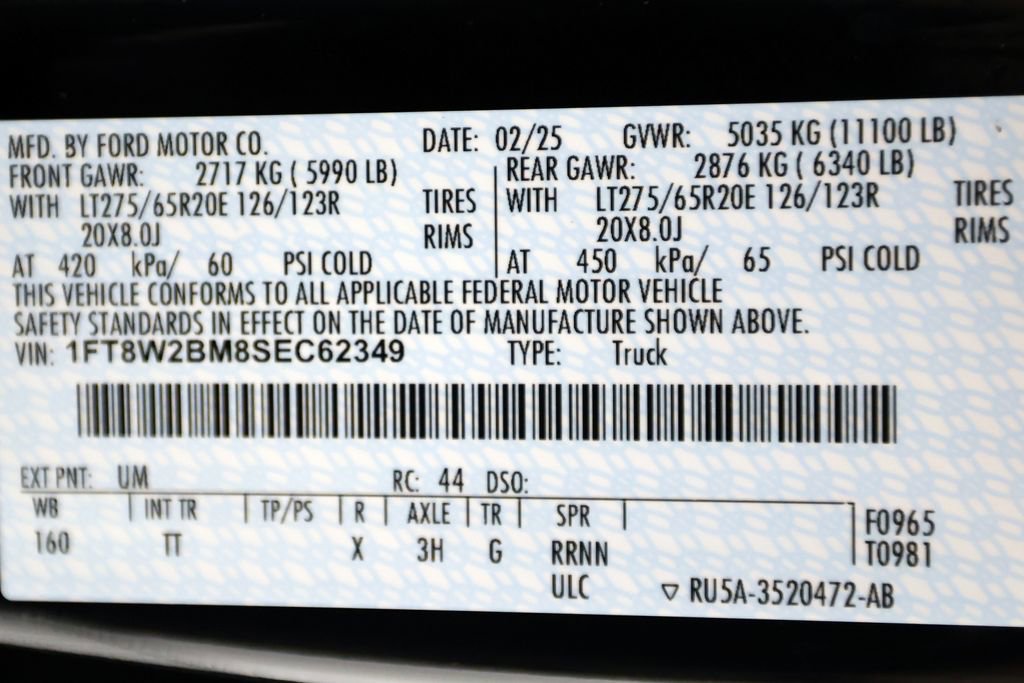 MFD. BY FORD MOTOR CO. DATE: 02/25 GVWR: 5035 KG (11100 LB)
FRONT GAWR: 2717 KG ( 5990 LB) REAR GAWR: 2876 KG ( 6340 LB)
WITH LT275/65R20E 126/123R TIRES WITH LT275/65R20E 126/123R TIRES
20X8.0J RIMS 20X8.0J RIMS
AT 420 kPa/ 60 PSI COLD AT 450 kPa/ 65 PSI COLD
THIS VEHICLE CONFORMS TO ALL APPLICABLE FEDERAL MOTOR VEHICLE
SAFETY STANDARDS IN EFFECT ON THE DATE OF MANUFACTURE SHOWN ABOVE.
VIN: 1FT8W2BM8SEC62349 TYPE: Truck
EXT PNT: UM RC: 44 DSO:
WB INT TR TP/PS R AXLE TR SPR F0965
160 TT X 3H G RRNN T0981
ULC ▽ RU5A-3520472-AB